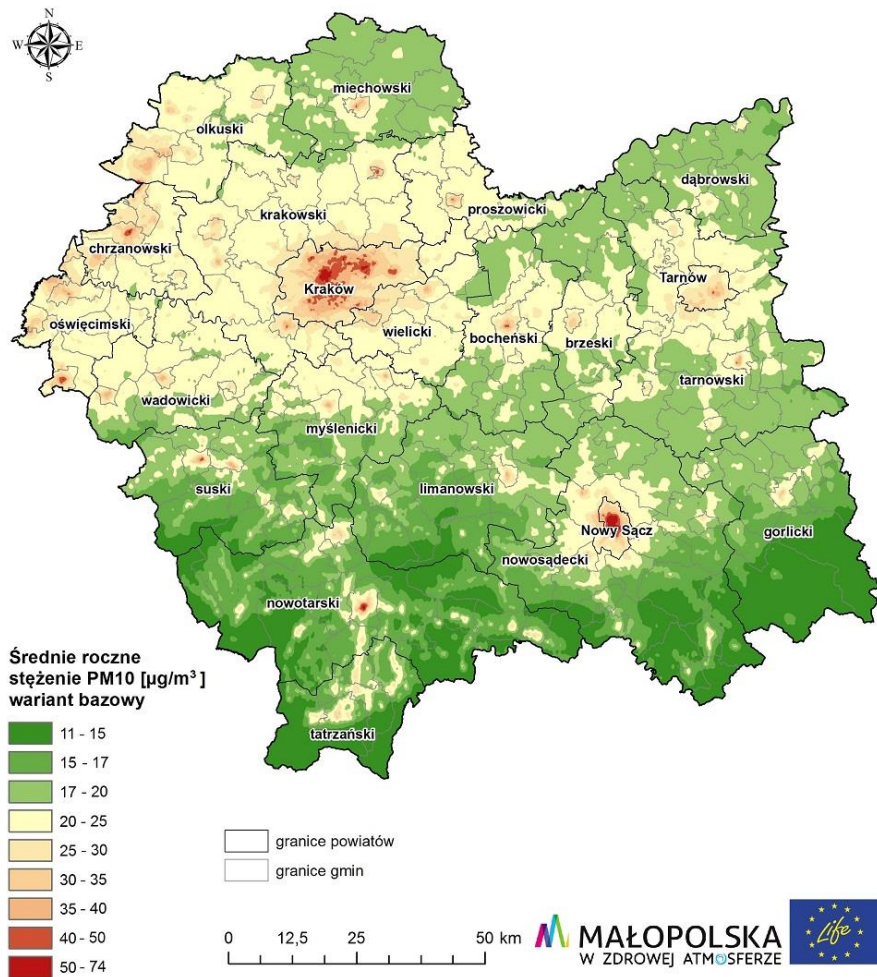 N
W E
S
miechowski
olkuski
dąbrowski
krakowski
proszowicki
chrzanowski
Tarnów
Kraków
oświęcimski
wielicki
bocheński
brzeski
tarnowski
wadowicki
myślenicki
suski
limanowski
Nowy Sącz
gorlicki
nowosądecki
nowotarski
tatrzański
Średnie roczne
stężenie PM10 [µg/m³]
wariant bazowy
11 - 15
15 - 17
17 - 20
20 - 25
25 - 30
30 - 35
35 - 40
40 - 50
50 - 74
granice powiatów
granice gmin
0 12,5 25 50 km
MAŁOPOLSKA
W ZDROWEJ ATMOSFERZE
Life